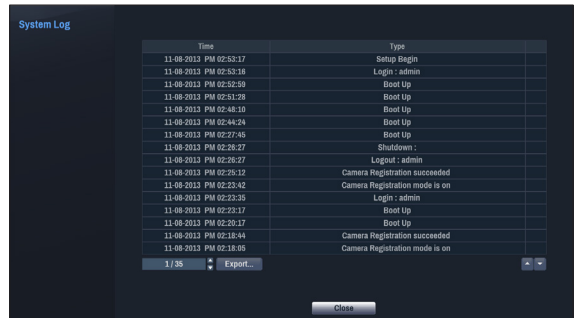 System Log
Time Type
11-08-2013 PM 02:53:17 Setup Begin
11-08-2013 PM 02:53:16 Login : admin
11-08-2013 PM 02:52:59 Boot Up
11-08-2013 PM 02:51:28 Boot Up
11-08-2013 PM 02:48:10 Boot Up
11-08-2013 PM 02:44:24 Boot Up
11-08-2013 PM 02:27:45 Boot Up
11-08-2013 PM 02:26:27 Shutdown :
11-08-2013 PM 02:26:27 Logout : admin
11-08-2013 PM 02:25:12 Camera Registration succeeded
11-08-2013 PM 02:23:42 Camera Registration mode is on
11-08-2013 PM 02:23:35 Login : admin
11-08-2013 PM 02:23:17 Boot Up
11-08-2013 PM 02:20:17 Boot Up
11-08-2013 PM 02:18:44 Camera Registration succeeded
11-08-2013 PM 02:18:05 Camera Registration mode is on
1 / 35 Export...
Close